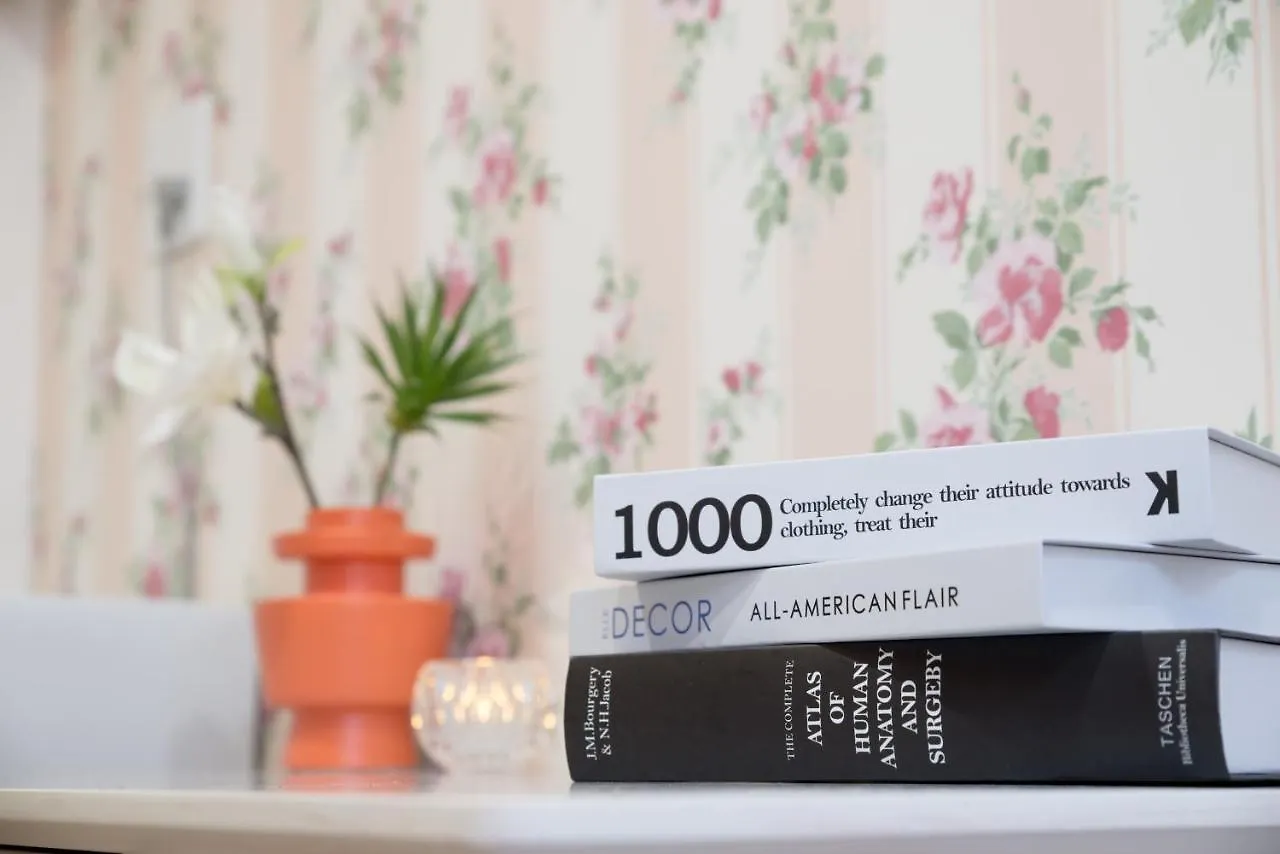 1000
Completely change their attitude towards
clothing, treat their
K
DECOR
ALL-AMERICAN FLAIR
J.M.Bourgery
& N.H.Jacob
THE COMPLETE
ATLAS
OF
HUMAN
ANATOMY
AND
SURGEBY
TASCHEN
Bibliotheca Universalis